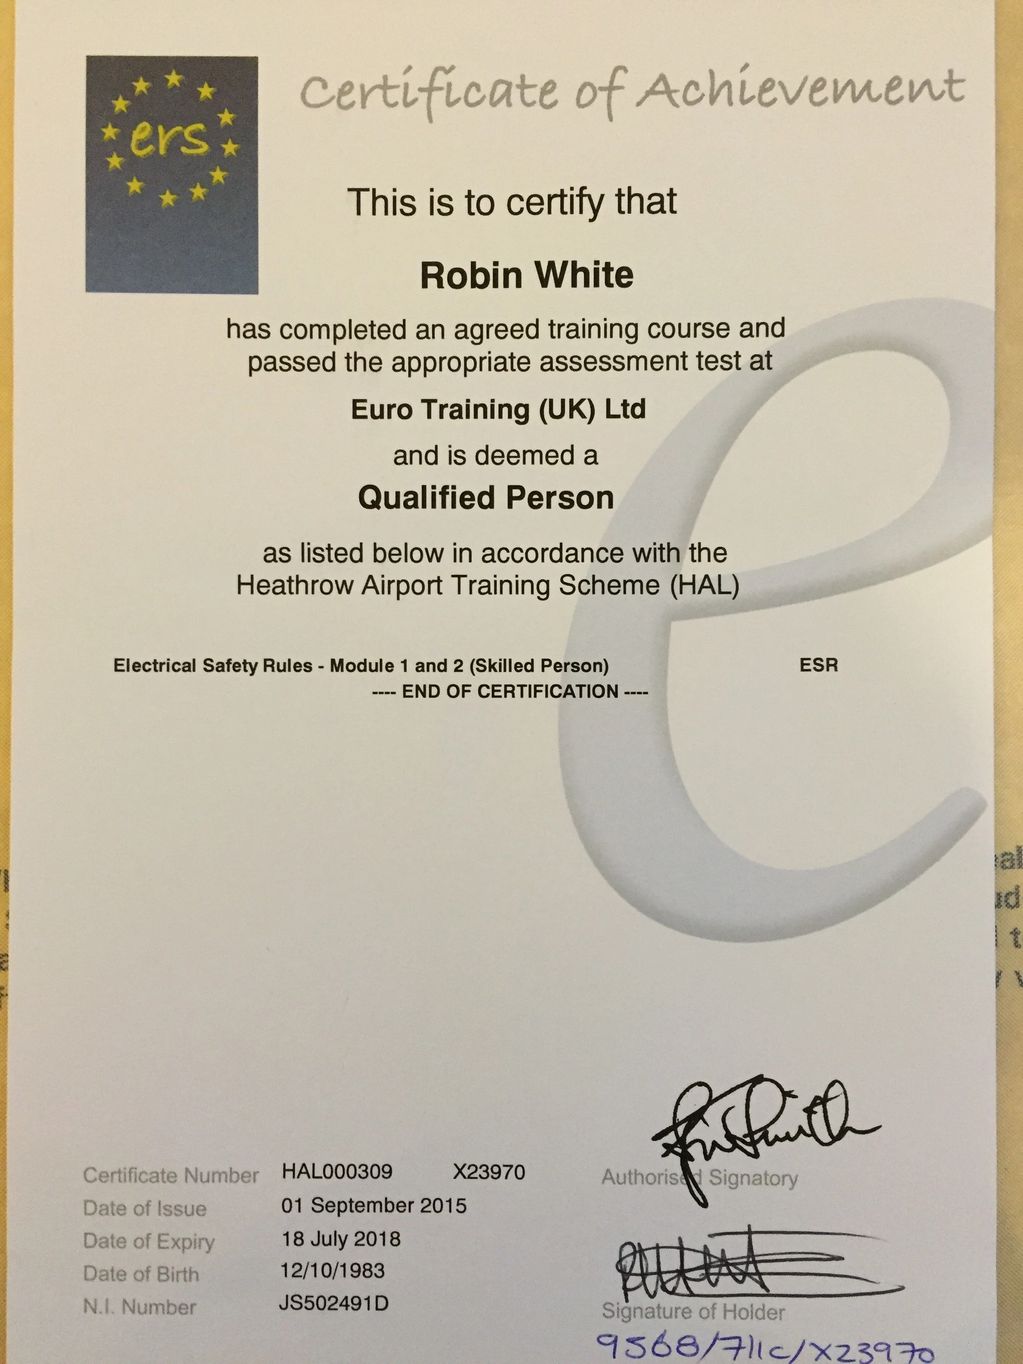 ers
Certificate of Achievement
This is to certify that
Robin White
has completed an agreed training course and
passed the appropriate assessment test at
Euro Training (UK) Ltd
and is deemed a
Qualified Person
as listed below in accordance with the
Heathrow Airport Training Scheme (HAL)
Electrical Safety Rules - Module 1 and 2 (Skilled Person) ESR
---- END OF CERTIFICATION ----
Certificate Number HAL000309 X23970
Date of Issue 01 September 2015
Date of Expiry 18 July 2018
Date of Birth 12/10/1983
N.I. Number JS502491D
Authorised Signatory
Signature of Holder
9568/711c/X23970